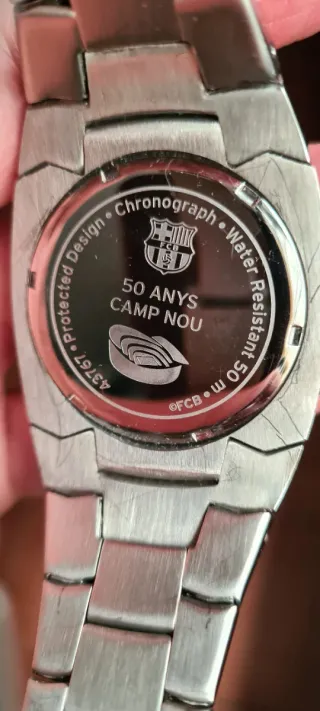 43767 • Protected Design • Chronograph • Water Resistant 50 m • ©FCB •
FCB
50 ANYS
CAMP NOU